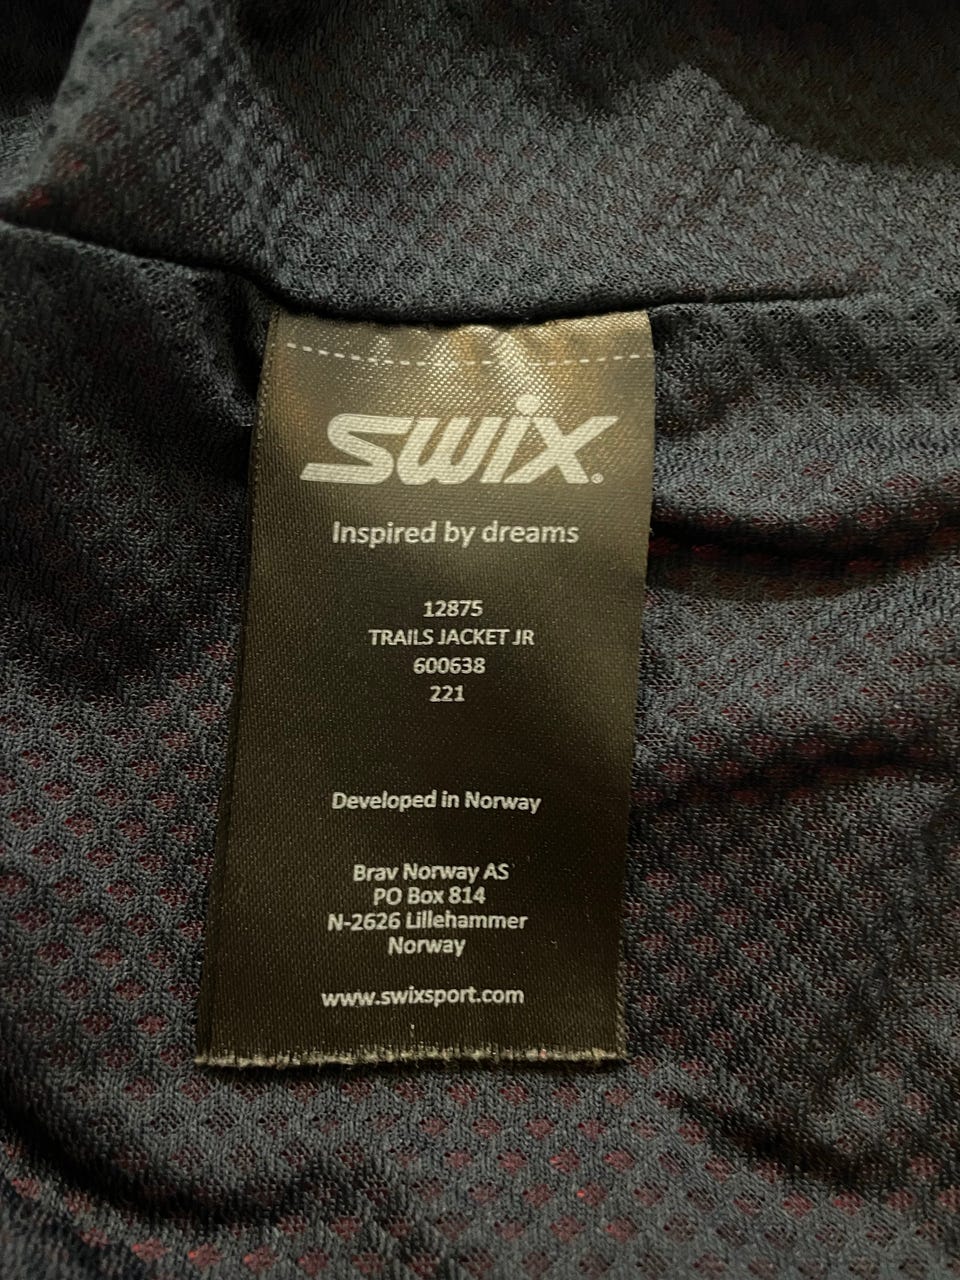 SWIX.
Inspired by dreams
12875
TRAILS JACKET JR
600638
221
Developed in Norway
Brav Norway AS
PO Box 814
N-2626 Lillehammer
Norway
www.swixsport.com